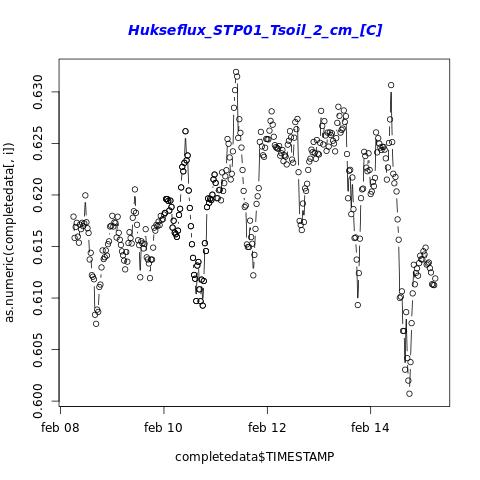 Hukseflux_STP01_Tsoil_2_cm_[C]
as.numeric(completedata[, i])
0.630
0.625
0.620
0.615
0.610
0.605
0.600
feb 08
feb 10
feb 12
feb 14
completedata$TIMESTAMP